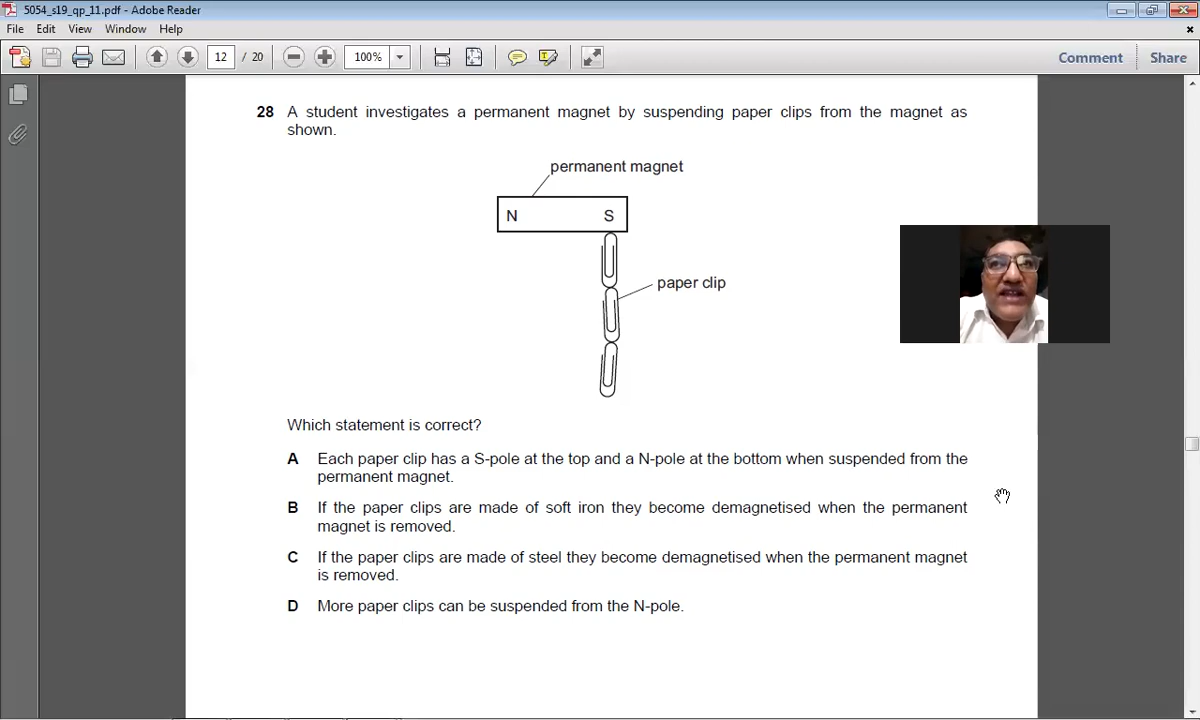 5054_s19_qp_11.pdf - Adobe Reader
File Edit View Window Help
12 / 20 100% Comment Share
28 A student investigates a permanent magnet by suspending paper clips from the magnet as
shown.
permanent magnet
N S
paper clip
Which statement is correct?
A Each paper clip has a S-pole at the top and a N-pole at the bottom when suspended from the
permanent magnet.
B If the paper clips are made of soft iron they become demagnetised when the permanent
magnet is removed.
C If the paper clips are made of steel they become demagnetised when the permanent magnet
is removed.
D More paper clips can be suspended from the N-pole.